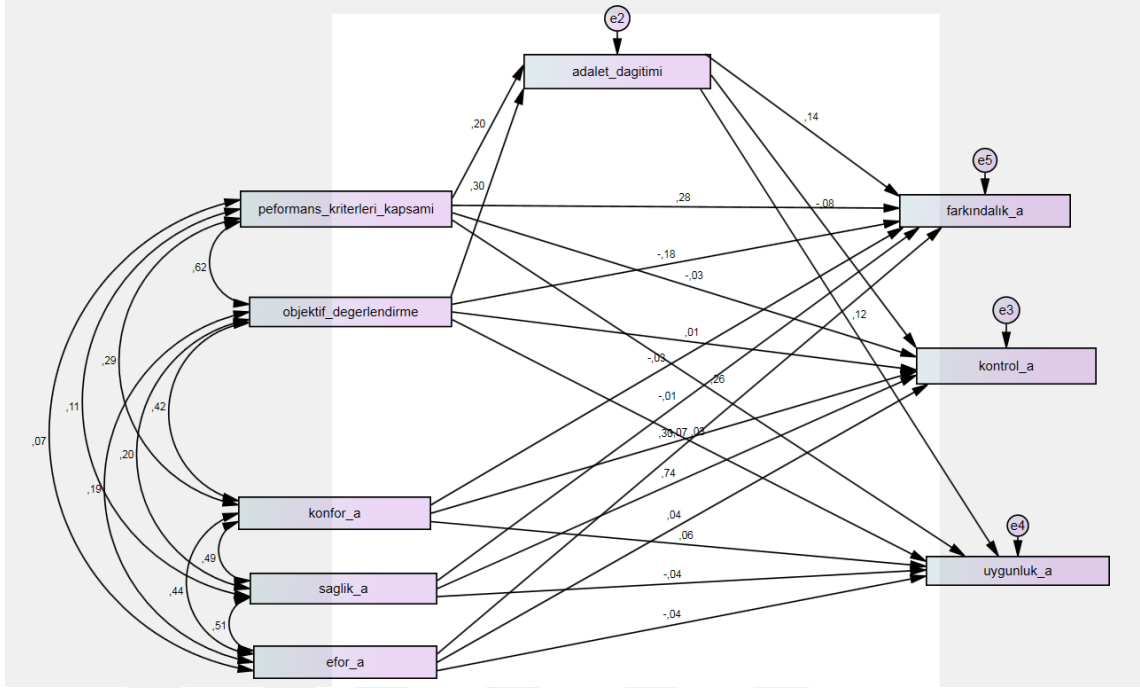 e2
adalet_dagitimi
,20
,14
e5
,30
peformans_kriterleri_kapsami
,28
-,08
farkındalık_a
-,18
,62
-,03
objektif_degerlendirme
,12
e3
,01
,29
-,03
,26
kontrol_a
-,01
,11
,42
,07
,03
,07
,20
,74
,19
konfor_a
,04
e4
,06
,49
uygunluk_a
-,04
saglik_a
,44
-,04
,51
efor_a